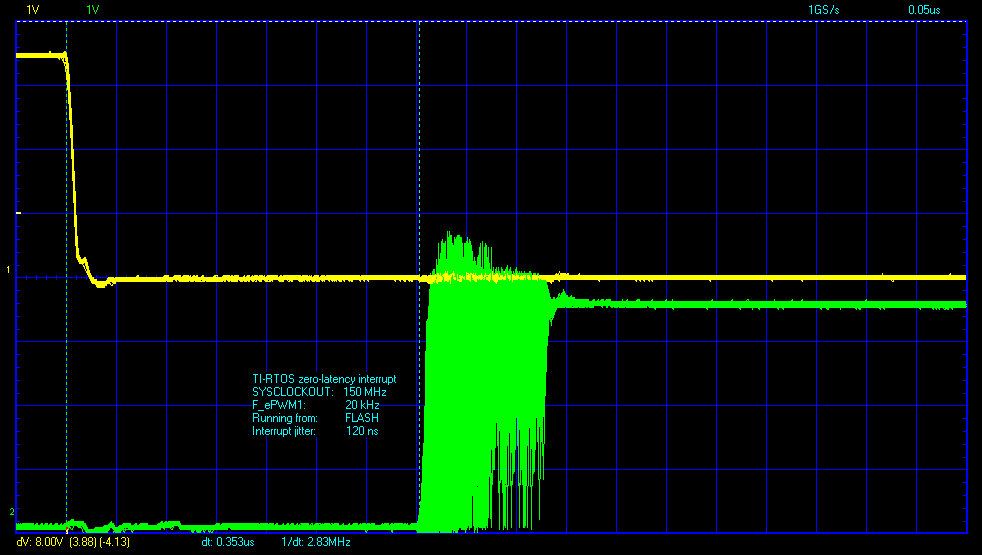 1V 1V 1GS/s 0.05us
1
TI-RTOS zero-latency interrupt
SYSCLOCKOUT: 150 MHz
F_ePWM1: 20 kHz
Running from: FLASH
Interrupt jitter: 120 ns
2
dV: 8.00V (3.88) (-4.13) dt: 0.353us 1/dt: 2.83MHz